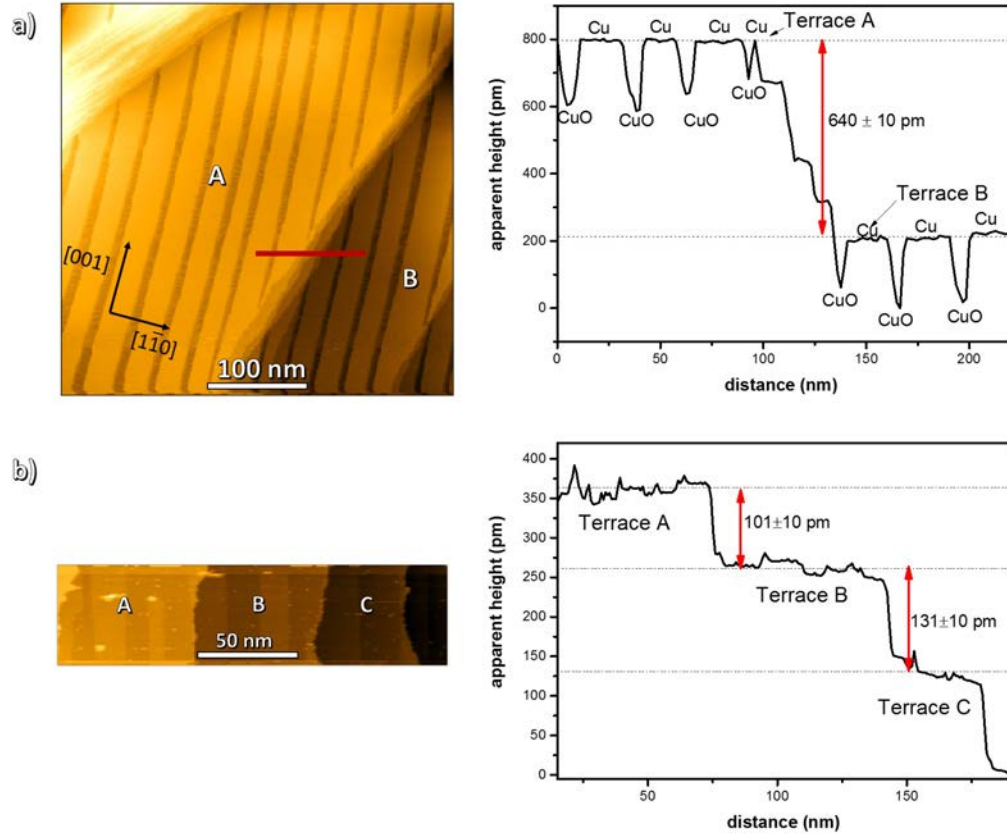 a)
A
B
[001]
[11̄0]
100 nm
apparent height (pm)
800
600
400
200
0
Cu Cu Cu Cu Terrace A
CuO CuO CuO CuO
640 ± 10 pm
Terrace B
Cu Cu Cu
CuO CuO CuO
0 50 100 150 200
distance (nm)
b)
A B C
50 nm
apparent height (pm)
400
350
300
250
200
150
100
50
0
Terrace A
101±10 pm
Terrace B
131±10 pm
Terrace C
50 100 150
distance (nm)